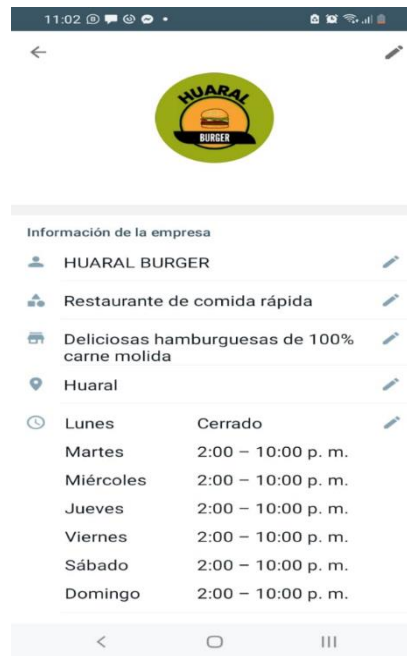 11:02
HUARAL
BURGER
Información de la empresa
HUARAL BURGER
Restaurante de comida rápida
Deliciosas hamburguesas de 100%
carne molida
Huaral
Lunes Cerrado
Martes 2:00 – 10:00 p. m.
Miércoles 2:00 – 10:00 p. m.
Jueves 2:00 – 10:00 p. m.
Viernes 2:00 – 10:00 p. m.
Sábado 2:00 – 10:00 p. m.
Domingo 2:00 – 10:00 p. m.